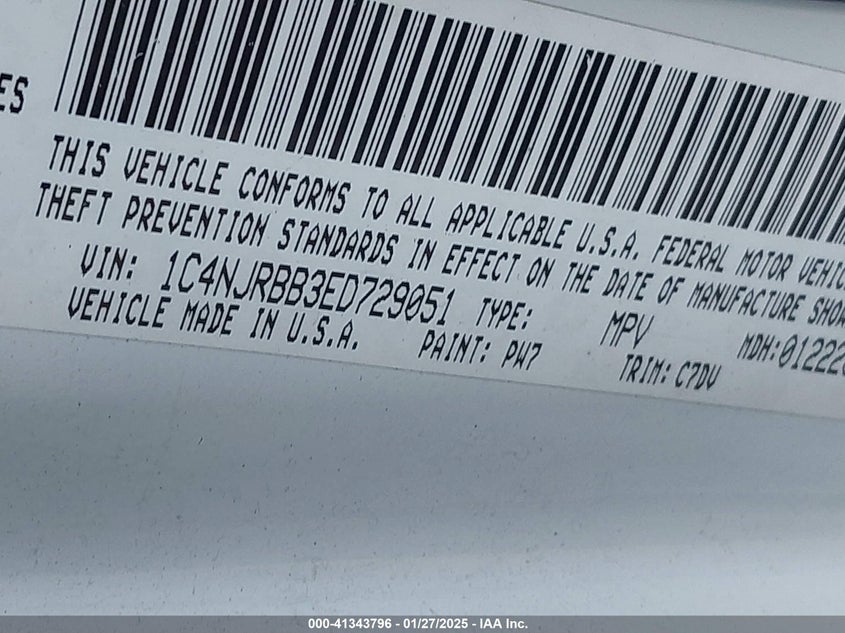 ES
THIS VEHICLE CONFORMS TO ALL APPLICABLE U.S.A. FEDERAL MOTOR VEHIC
THEFT PREVENTION STANDARDS IN EFFECT ON THE DATE OF MANUFACTURE SHOW
VIN: 1C4NJRBB3ED729051 TYPE: MPV MDH:01222
VEHICLE MADE IN U.S.A. PAINT: PW7 TRIM: C7DV
000-41343796 - 01/27/2025 - IAA Inc.